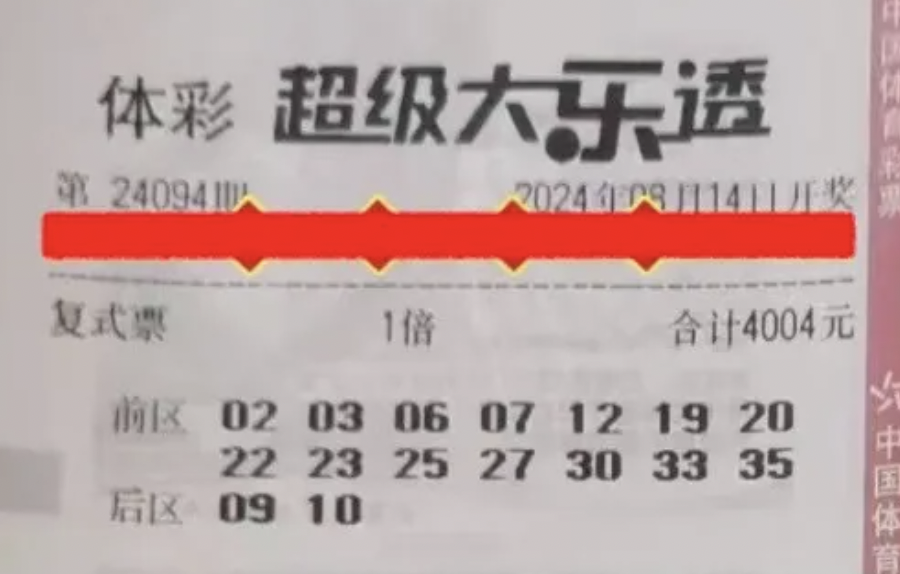 体彩 超级大乐透
第 24094期 2024年08月14日开奖
复式票 1倍 合计4004元
前区 02 03 06 07 12 19 20
22 23 25 27 30 33 35
后区 09 10
中国体育彩票
中国体育